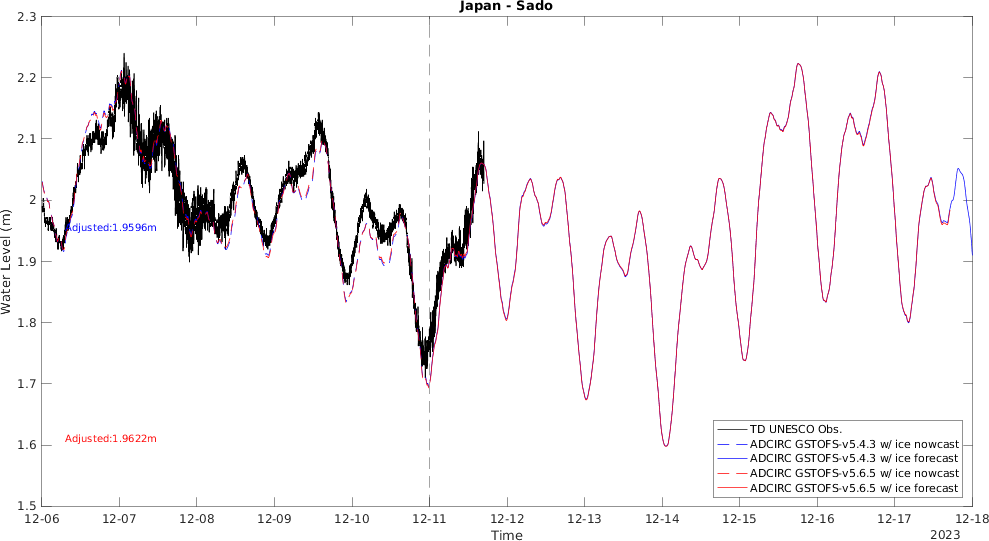 Japan - Sado
2.3
2.2
2.1
2
1.9
1.8
1.7
1.6
1.5
Water Level (m)
Adjusted:1.9596m
Adjusted:1.9622m
TD UNESCO Obs.
ADCIRC GSTOFS-v5.4.3 w/ ice nowcast
ADCIRC GSTOFS-v5.4.3 w/ ice forecast
ADCIRC GSTOFS-v5.6.5 w/ ice nowcast
ADCIRC GSTOFS-v5.6.5 w/ ice forecast
12-06 12-07 12-08 12-09 12-10 12-11 12-12 12-13 12-14 12-15 12-16 12-17 12-18
Time
2023